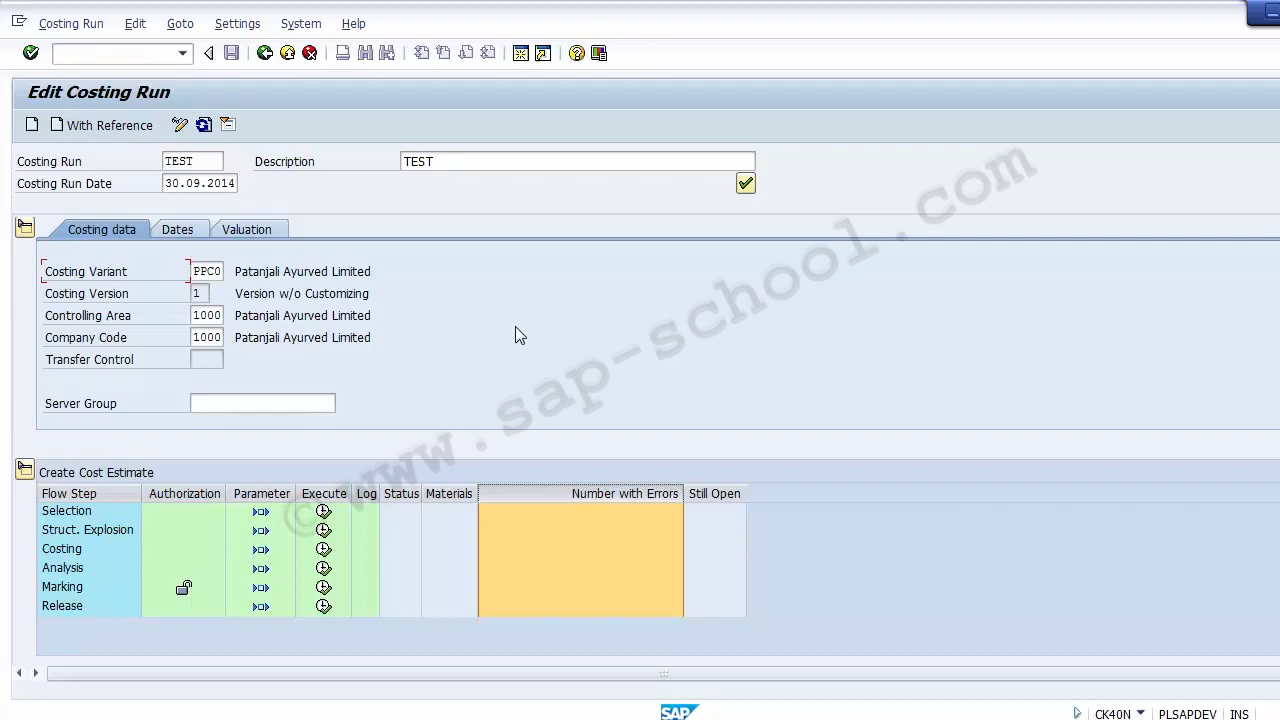 Costing Run Edit Goto Settings System Help
Edit Costing Run
With Reference
Costing Run TEST Description TEST
Costing Run Date 30.09.2014
Costing data Dates Valuation
Costing Variant PPC0 Patanjali Ayurved Limited
Costing Version 1 Version w/o Customizing
Controlling Area 1000 Patanjali Ayurved Limited
Company Code 1000 Patanjali Ayurved Limited
Transfer Control
Server Group
Create Cost Estimate
Flow Step Authorization Parameter Execute Log Status Materials Number with Errors Still Open
Selection
Struct. Explosion
Costing
Analysis
Marking
Release
© www.sap-school.com
SAP CK40N PLSAPDEV INS